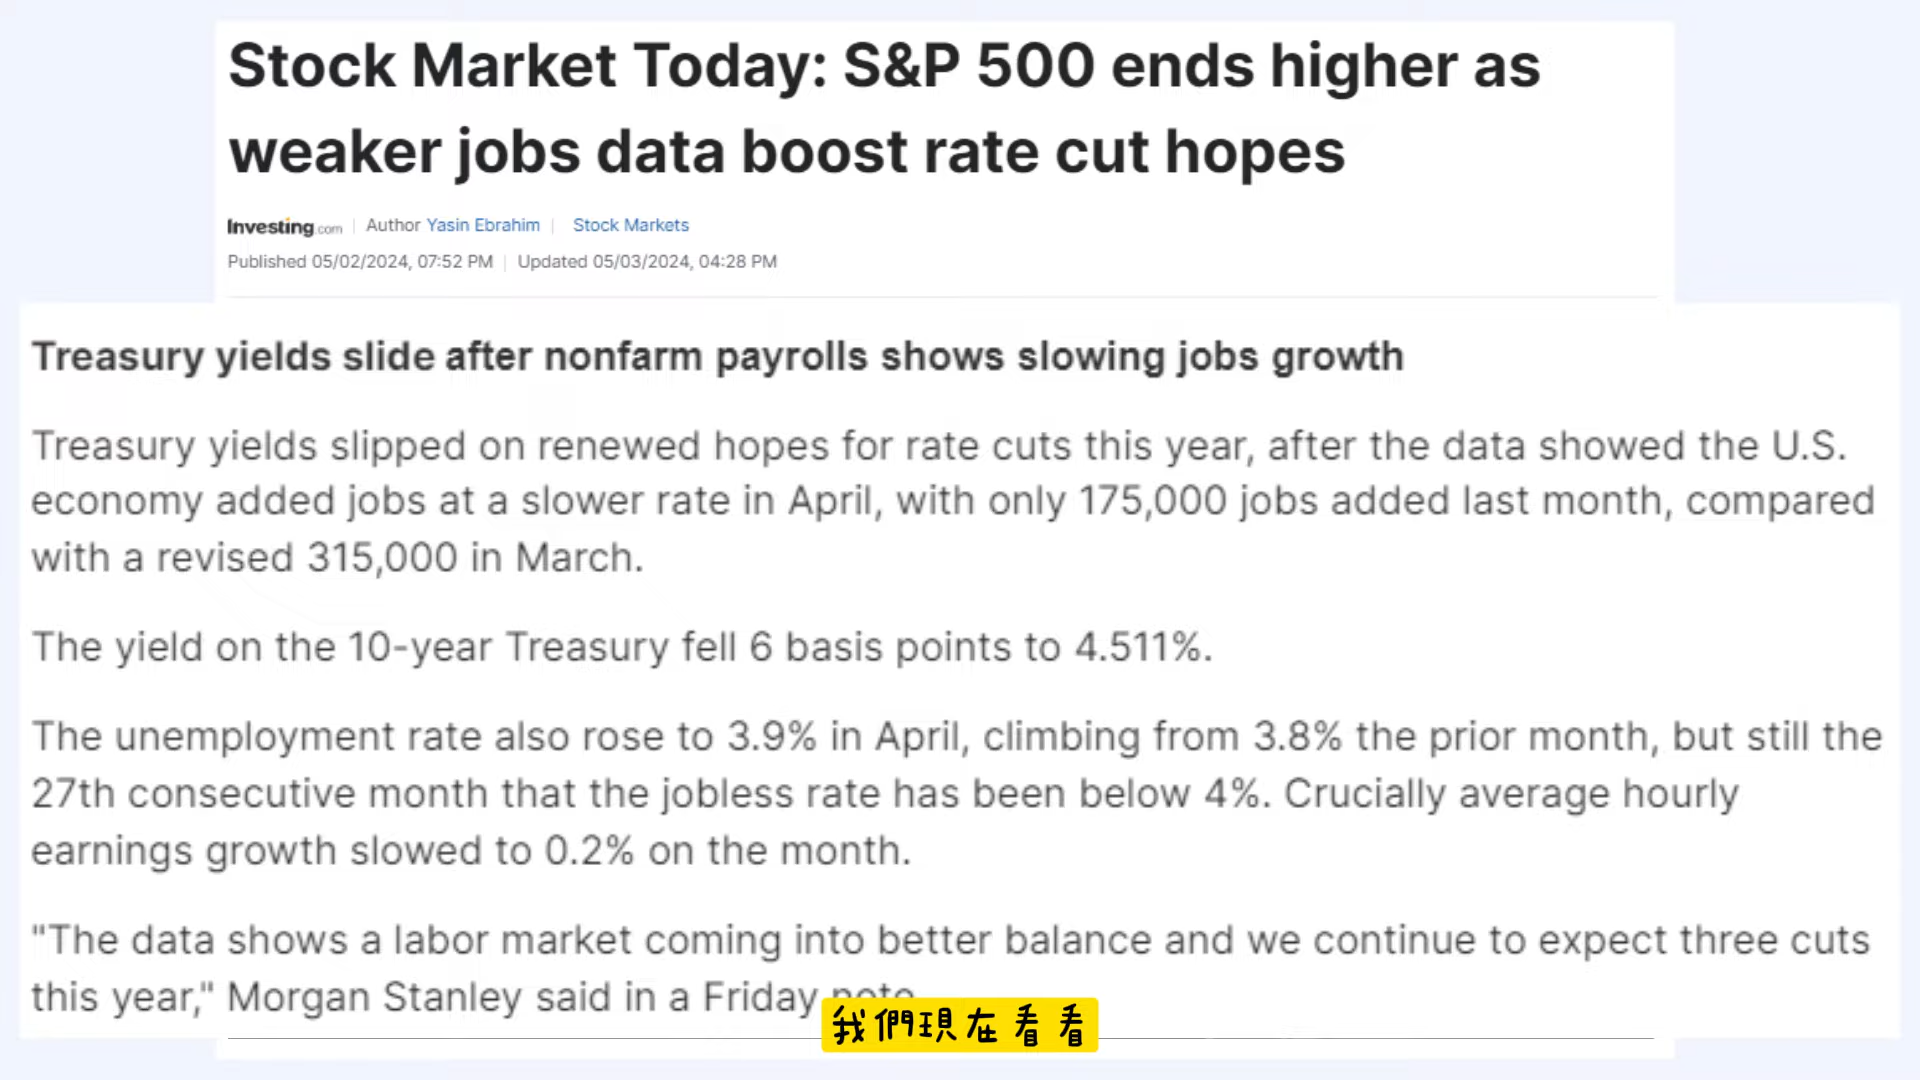 Stock Market Today: S&P 500 ends higher as
weaker jobs data boost rate cut hopes
Investing.com | Author Yasin Ebrahim | Stock Markets
Published 05/02/2024, 07:52 PM | Updated 05/03/2024, 04:28 PM
Treasury yields slide after nonfarm payrolls shows slowing jobs growth
Treasury yields slipped on renewed hopes for rate cuts this year, after the data showed the U.S.
economy added jobs at a slower rate in April, with only 175,000 jobs added last month, compared
with a revised 315,000 in March.
The yield on the 10-year Treasury fell 6 basis points to 4.511%.
The unemployment rate also rose to 3.9% in April, climbing from 3.8% the prior month, but still the
27th consecutive month that the jobless rate has been below 4%. Crucially average hourly
earnings growth slowed to 0.2% on the month.
"The data shows a labor market coming into better balance and we continue to expect three cuts
this year," Morgan Stanley said in a Friday note
我們現在看看